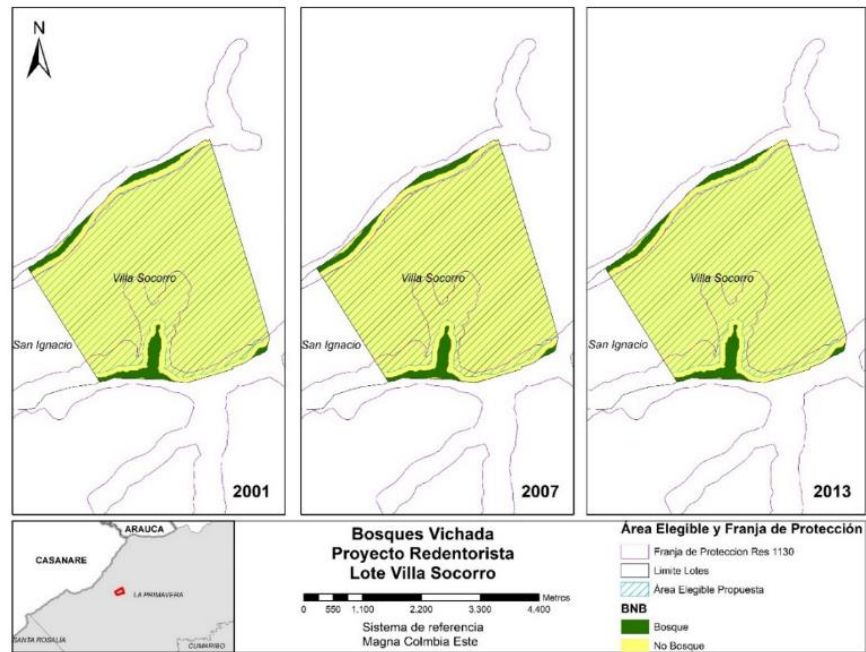 N
Villa Socorro
San Ignacio
2001
Villa Socorro
San Ignacio
2007
Villa Socorro
San Ignacio
2013
ARAUCA
CASANARE
LA PRIMAVERA
SANTA ROSALIA
CUMARIBO
Bosques Vichada
Proyecto Redentorista
Lote Villa Socorro
Metros
0 550 1.100 2.200 3.300 4.400
Sistema de referencia
Magna Colmbia Este
Área Elegible y Franja de Protección
Franja de Proteccion Res 1130
Limite Lotes
Área Elegible Propuesta
BNB
Bosque
No Bosque